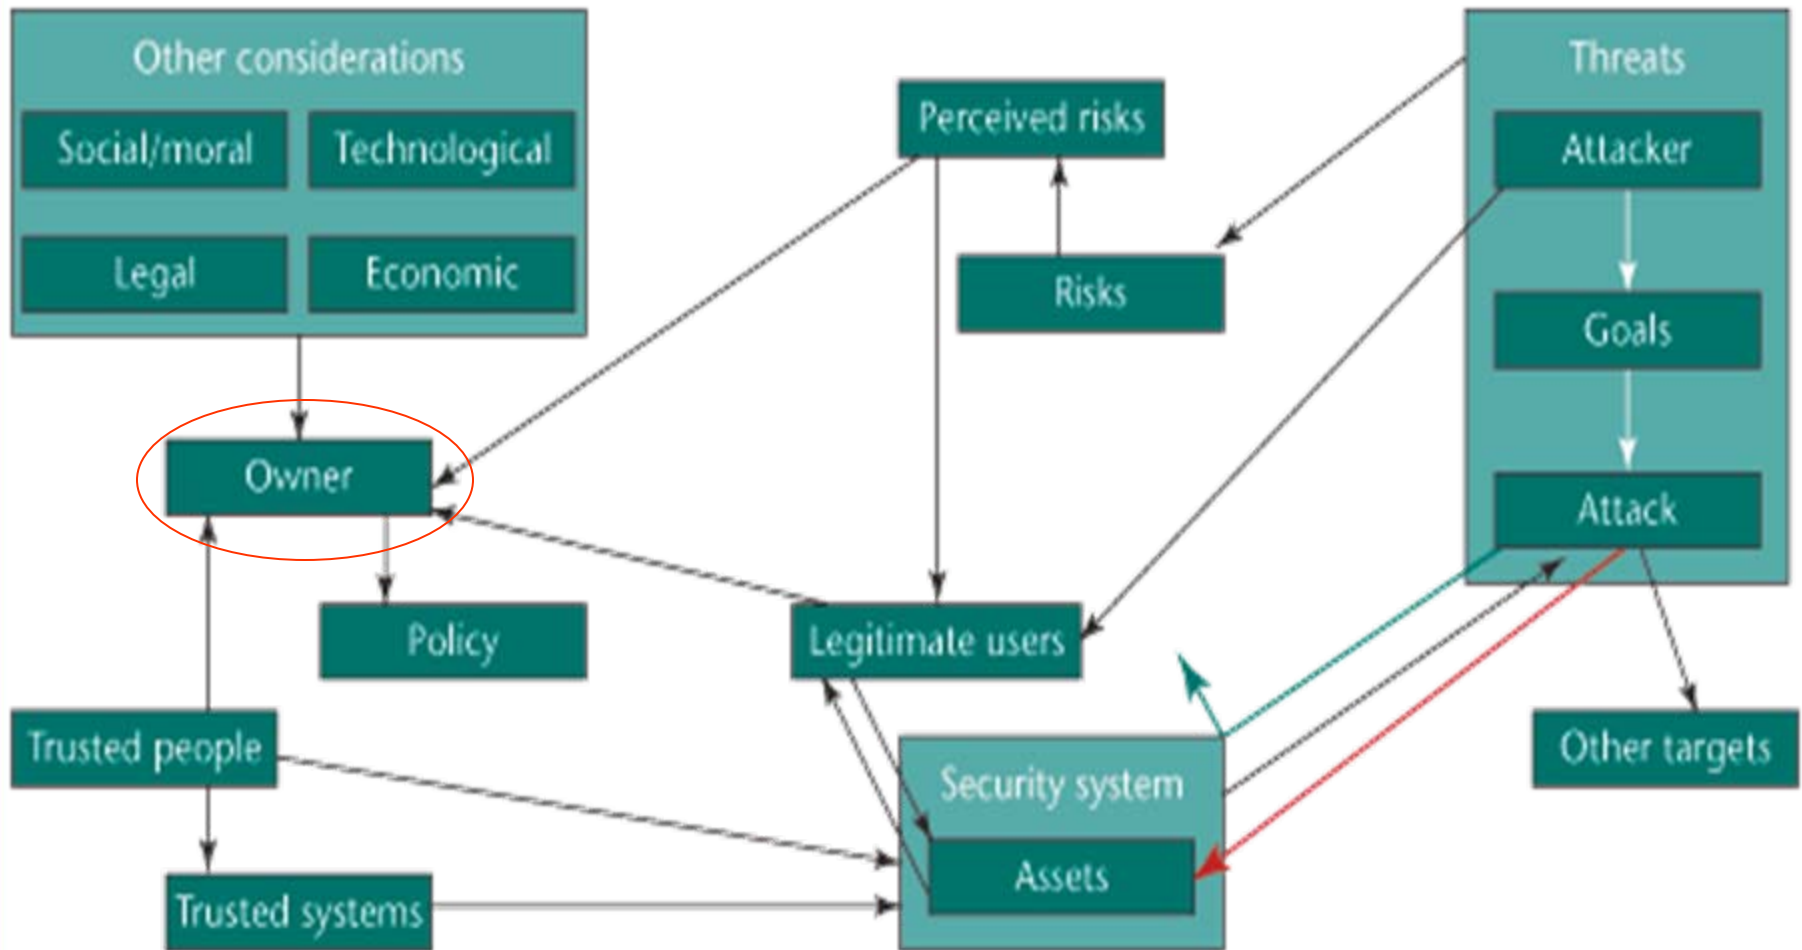 Other considerations
Social/moral
Technological
Legal
Economic
Perceived risks
Risks
Threats
Attacker
Goals
Attack
Owner
Policy
Legitimate users
Trusted people
Security system
Assets
Other targets
Trusted systems